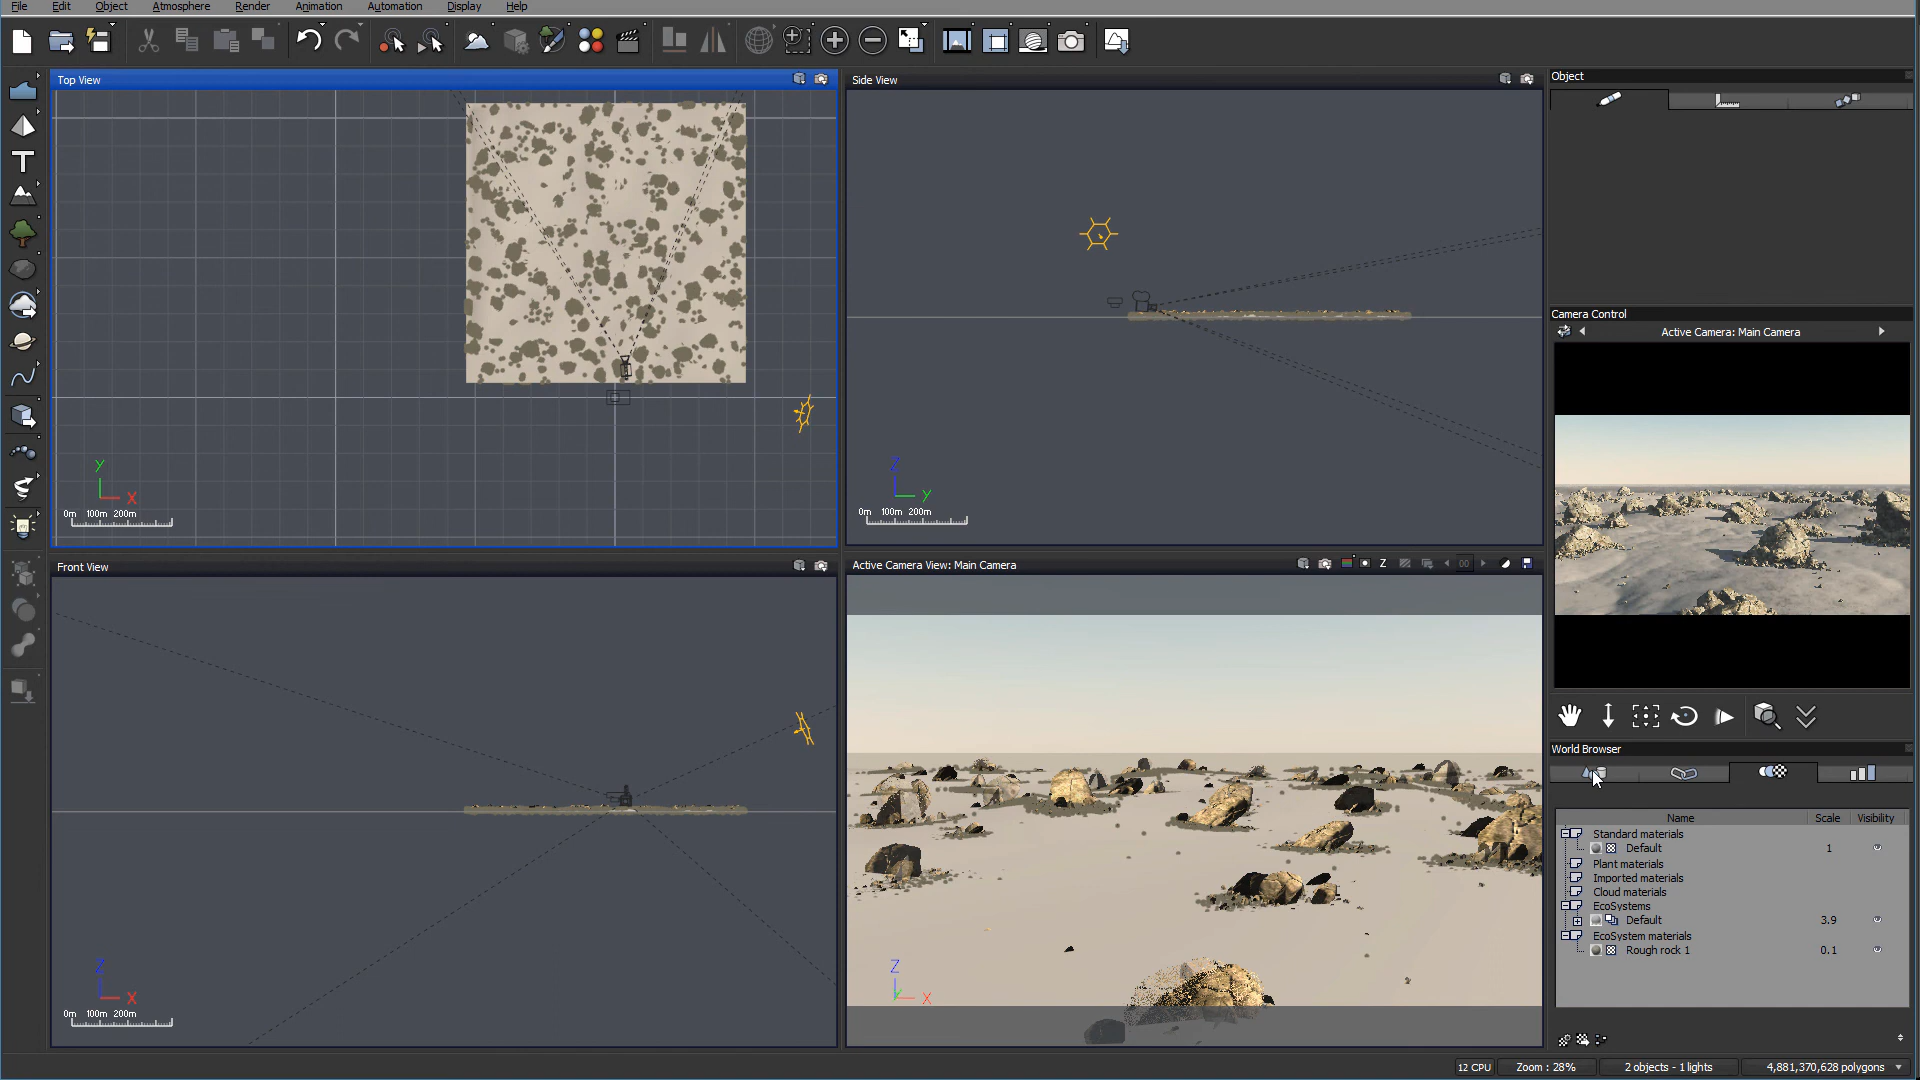 File Edit Object Atmosphere Render Animation Automation Display Help
Top View
Y
X
0m 100m 200m
Side View
Z
Y
0m 100m 200m
Front View
Z
X
0m 100m 200m
Active Camera View: Main Camera
Z 00
Z
Y
X
Object
Camera Control
Active Camera: Main Camera
World Browser
Name Scale Visibility
Standard materials
Default 1
Plant materials
Imported materials
Cloud materials
EcoSystems
Default 3.9
EcoSystem materials
Rough rock 1 0.1
12 CPU Zoom : 28% 2 objects - 1 lights 4,881,370,628 polygons